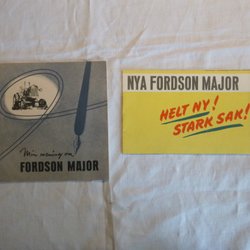 Min mening om
FORDSON MAJOR
NYA FORDSON MAJOR
HELT NY!
STARK SAK!